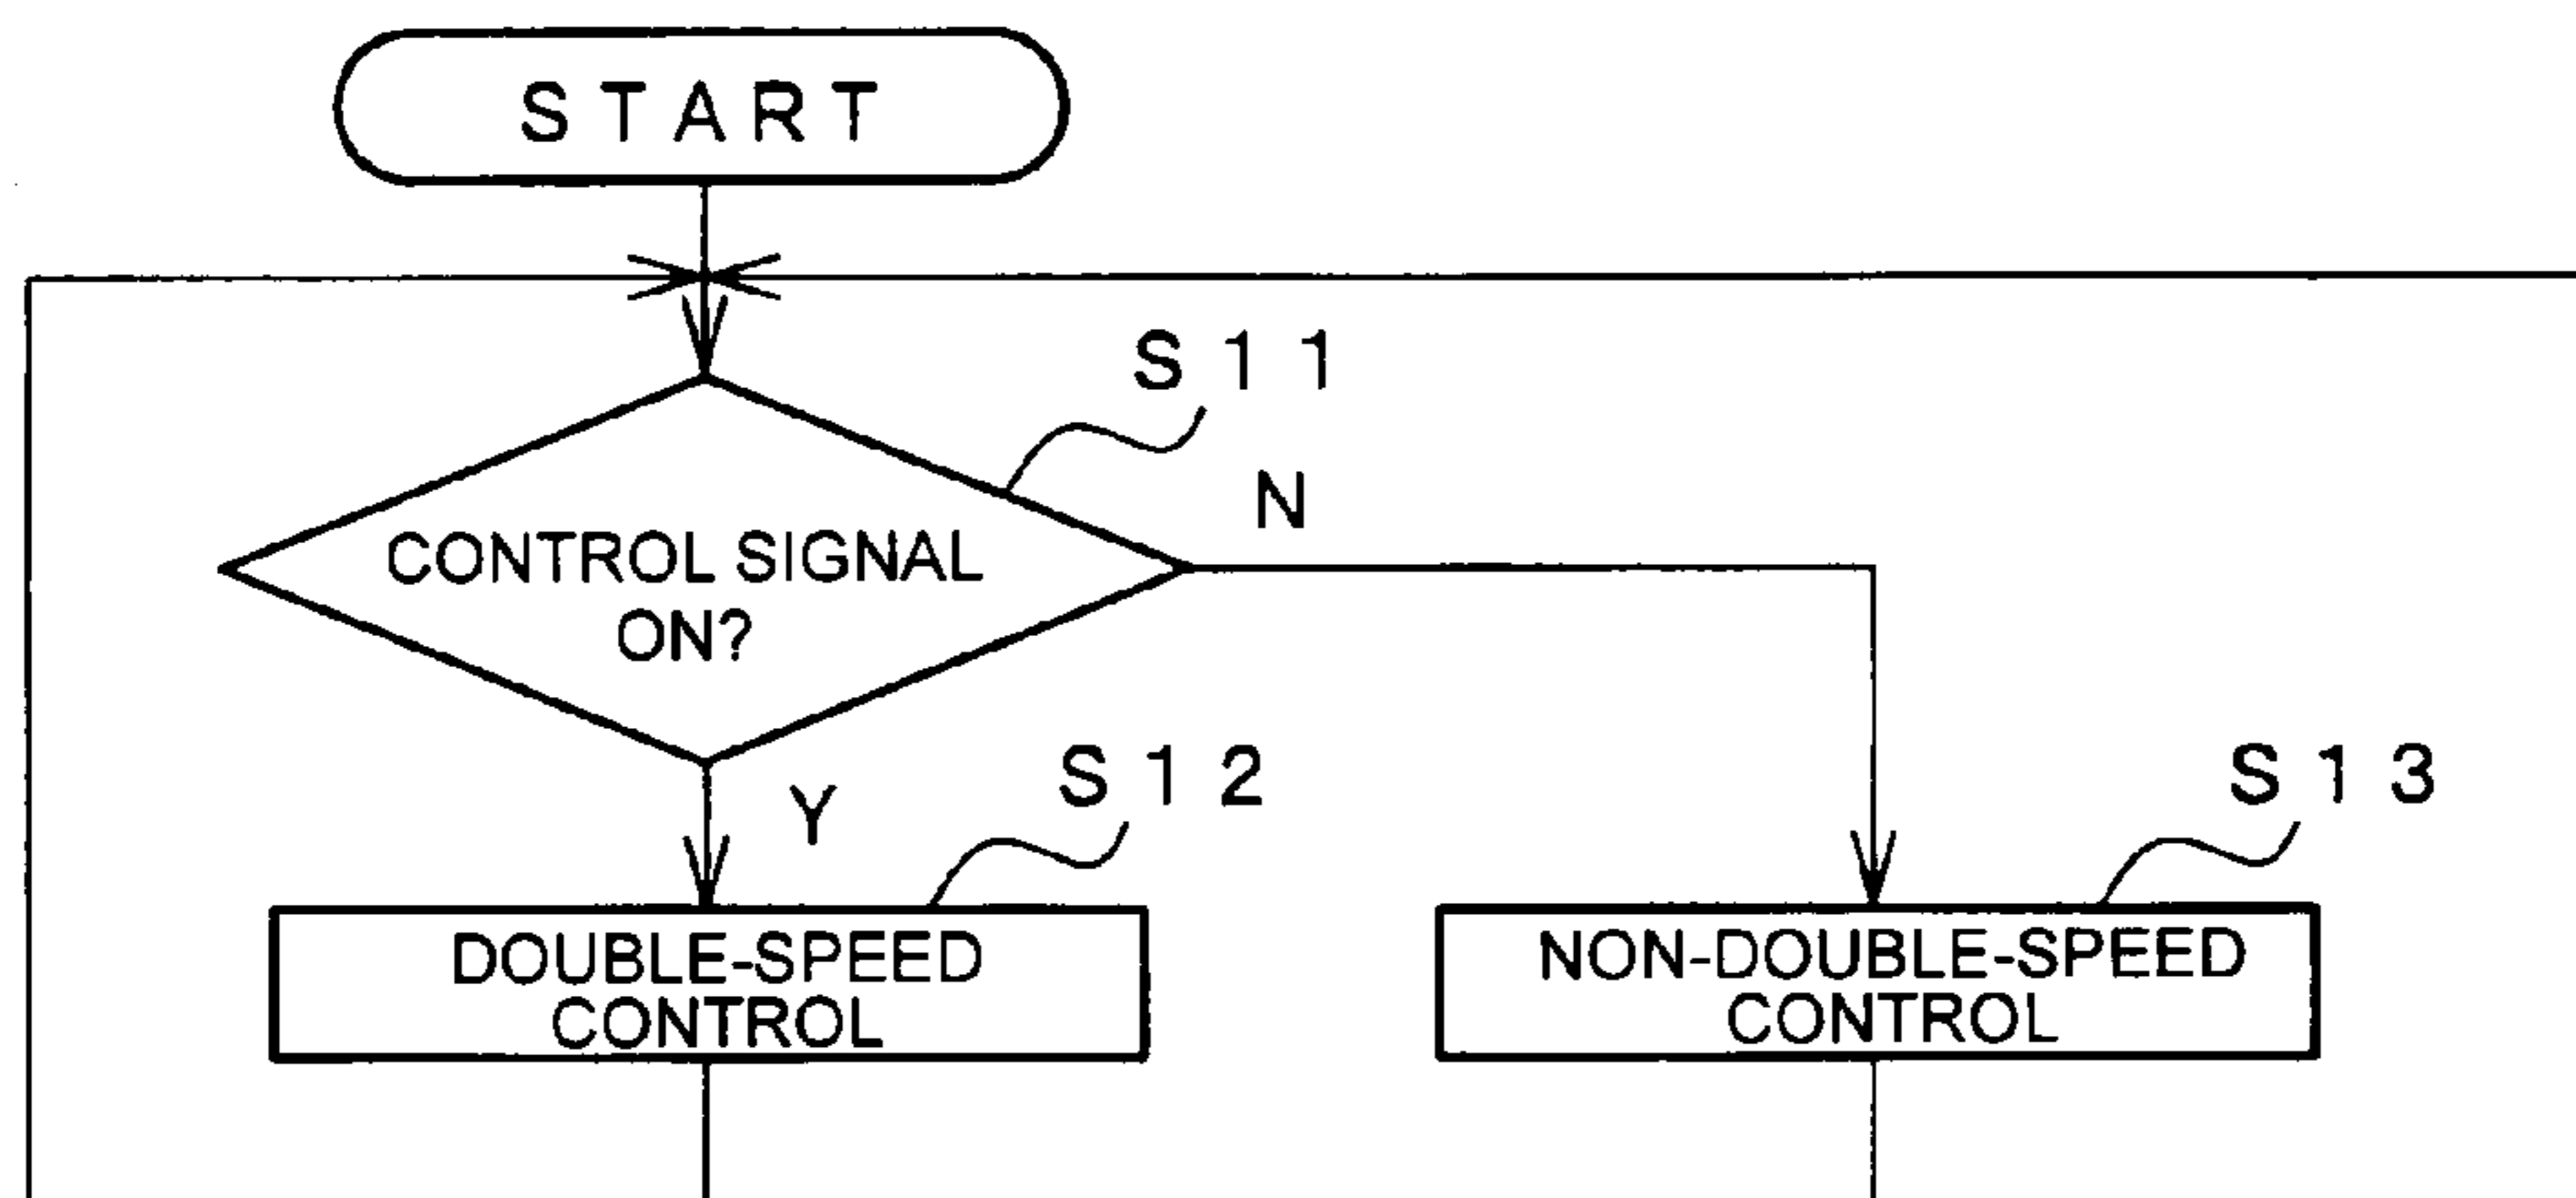 START
S11
N
CONTROL SIGNAL
ON?
Y
S12
S13
DOUBLE-SPEED
CONTROL
NON-DOUBLE-SPEED
CONTROL